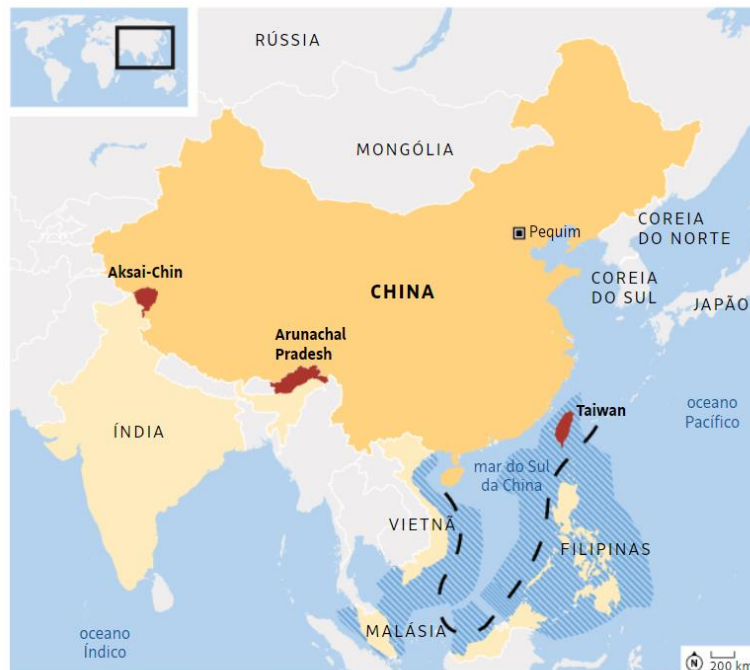 RÚSSIA
MONGÓLIA
Pequim
COREIA
DO NORTE
COREIA
DO SUL
JAPÃO
Aksai-Chin
CHINA
Arunachal
Pradesh
Taiwan
oceano
Pacífico
ÍNDIA
mar do Sul
da China
VIETNÃ
FILIPINAS
MALÁSIA
oceano
Índico
N
200 km